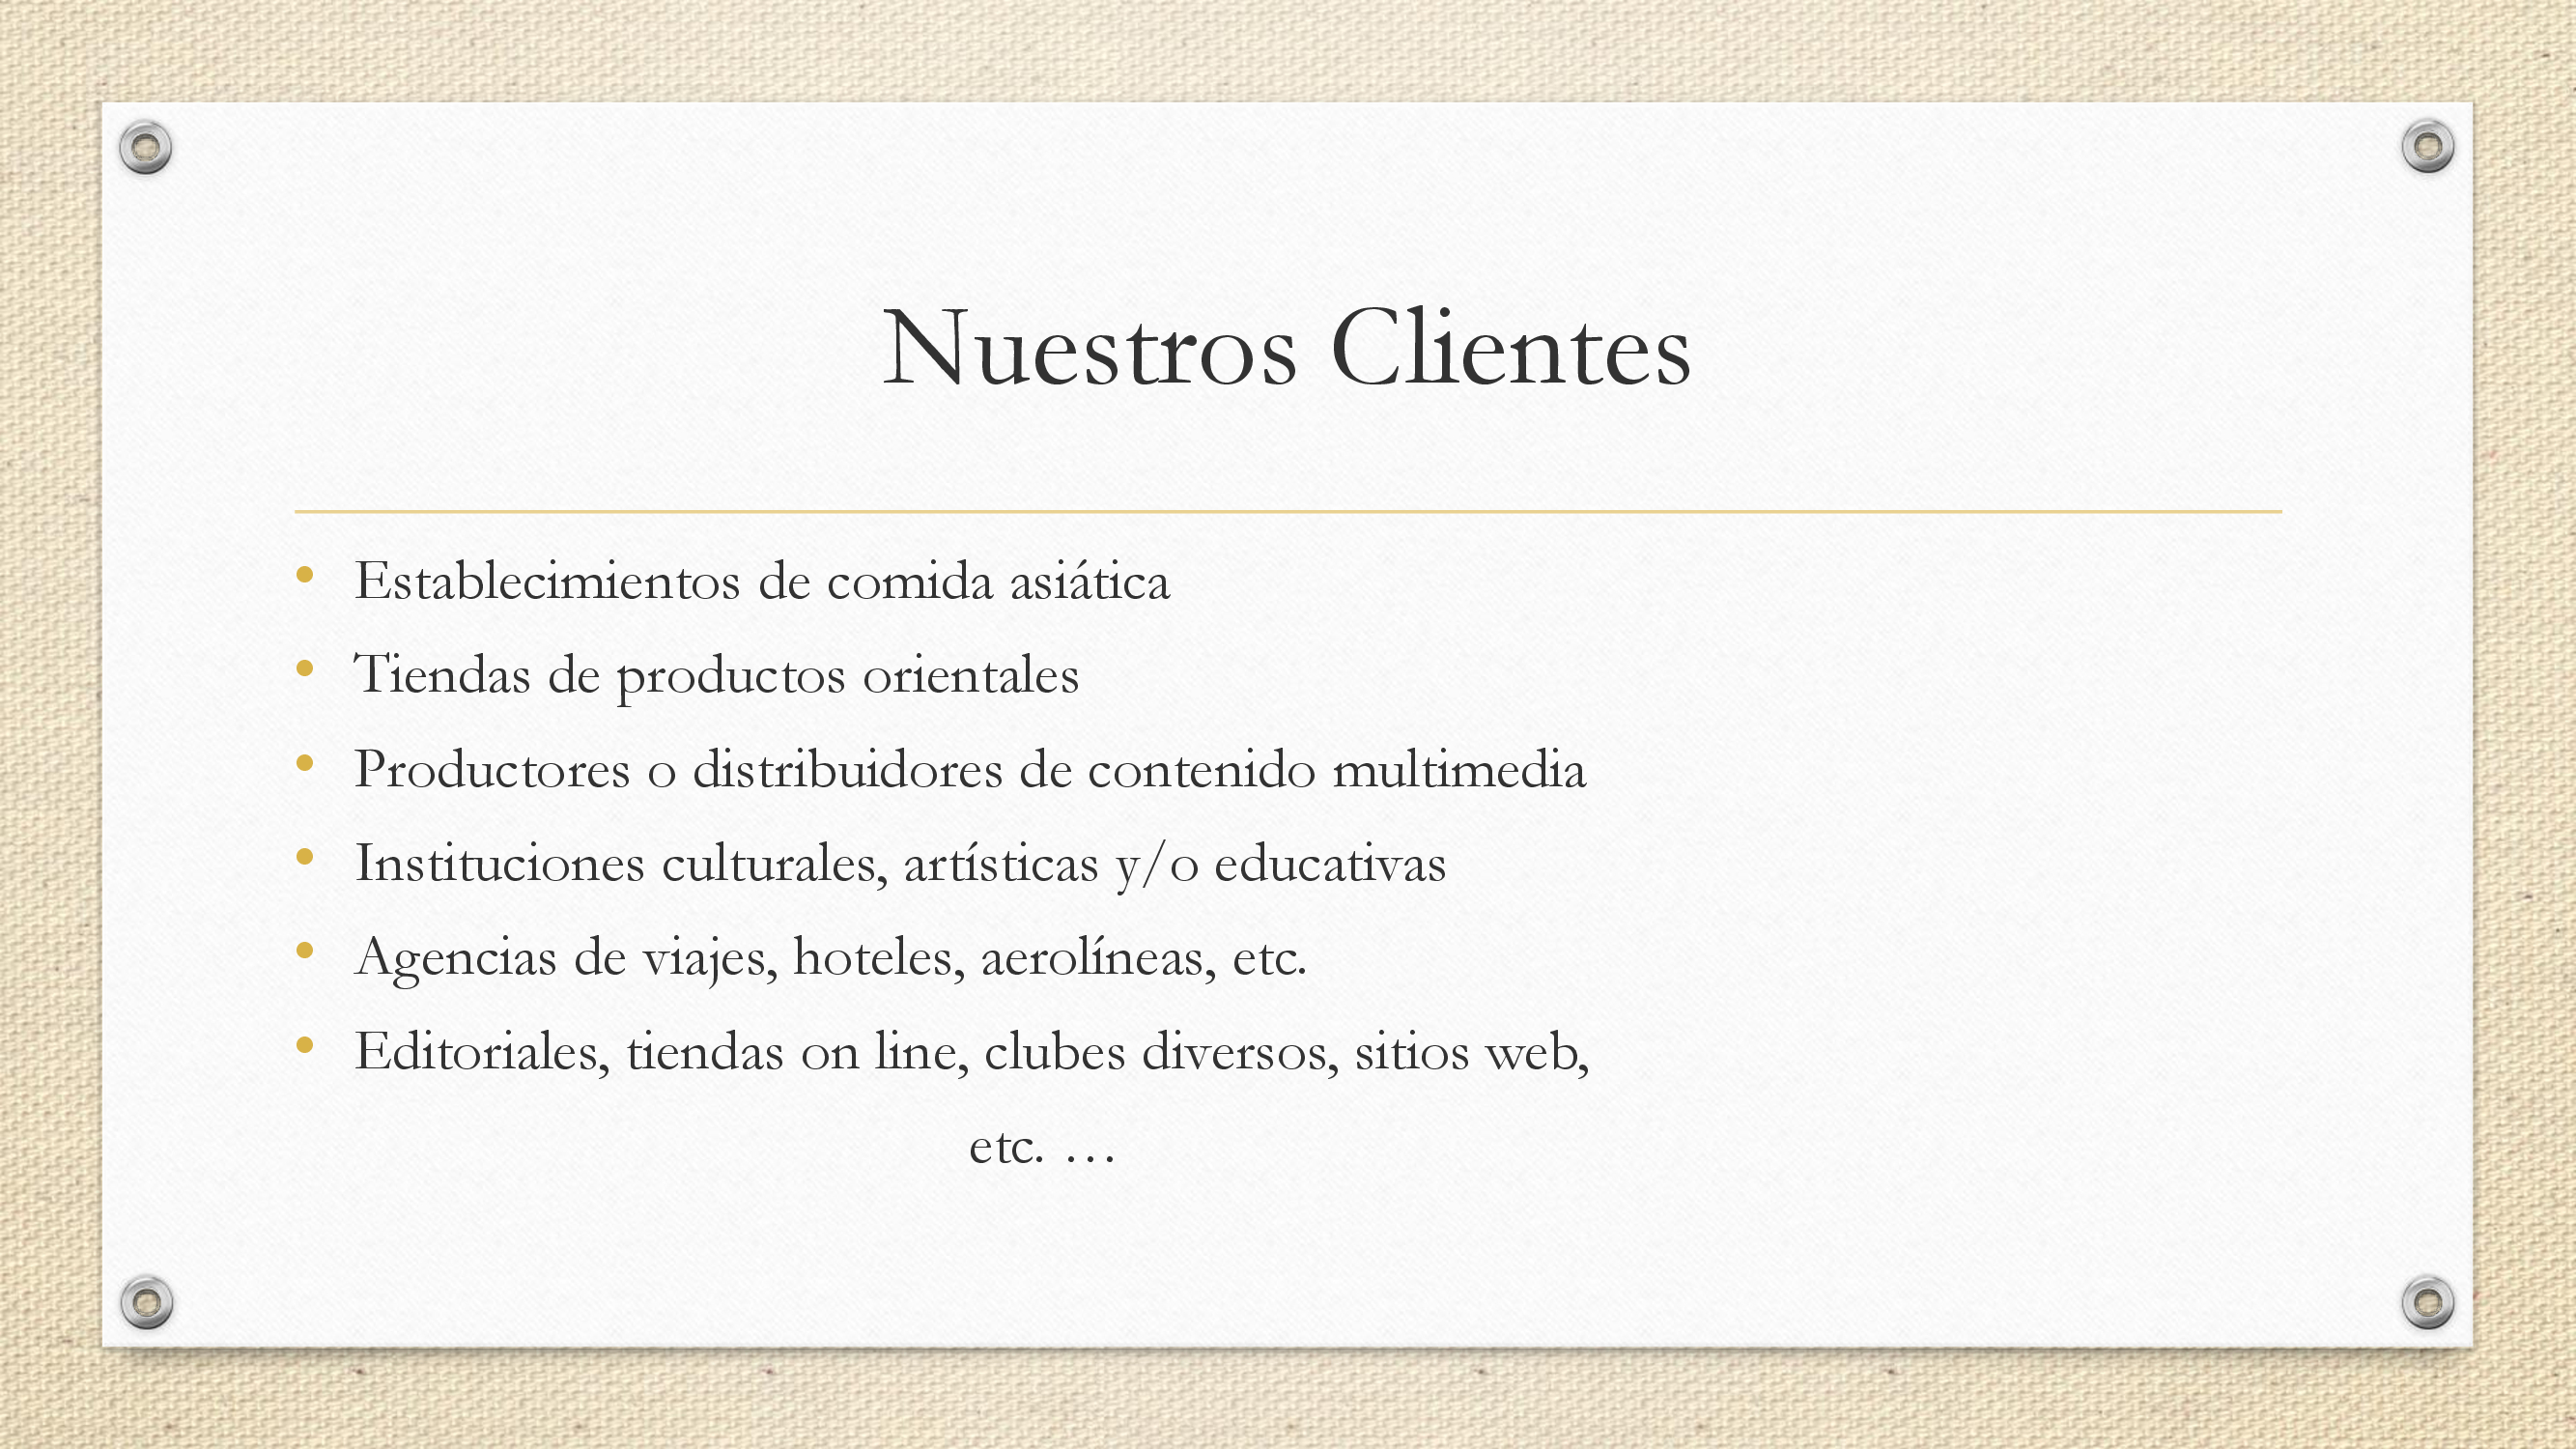 Nuestros Clientes
• Establecimientos de comida asiática
• Tiendas de productos orientales
• Productores o distribuidores de contenido multimedia
• Instituciones culturales, artísticas y/o educativas
• Agencias de viajes, hoteles, aerolíneas, etc.
• Editoriales, tiendas on line, clubes diversos, sitios web,
etc. …